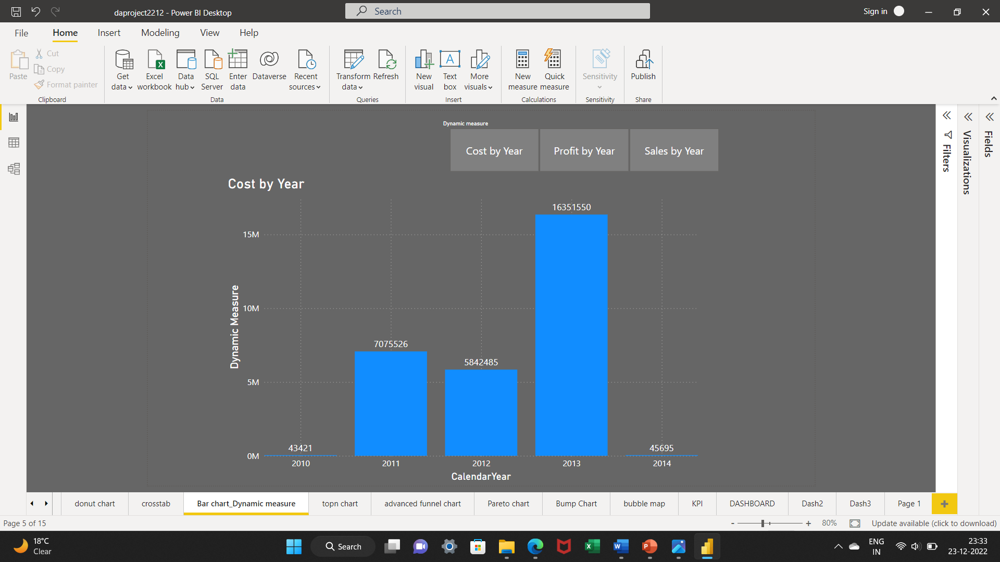 daproject2212 - Power BI Desktop
Search
Sign in
File
Home
Insert
Modeling
View
Help
Paste
Cut
Copy
Format painter
Clipboard
Get data
Excel workbook
Data hub
SQL Server
Enter data
Dataverse
Recent sources
Data
Transform data
Refresh
Queries
New visual
Text box
A
More visuals
Insert
New measure
Quick measure
Calculations
Sensitivity
Sensitivity
Publish
Share
Dynamic measure
Cost by Year
Profit by Year
Sales by Year
Cost by Year
16351550
15M
Dynamic Measure
10M
7075526
5842485
5M
43421
45695
0M
2010
2011
2012
2013
2014
CalendarYear
Filters
Visualizations
Fields
donut chart
crosstab
Bar chart_Dynamic measure
topn chart
advanced funnel chart
Pareto chart
Bump Chart
bubble map
KPI
DASHBOARD
Dash2
Dash3
Page 1
+
Page 5 of 15
-
+
80%
Update available (click to download)
18°C
Clear
Search
ENG
IN
23:33
23-12-2022